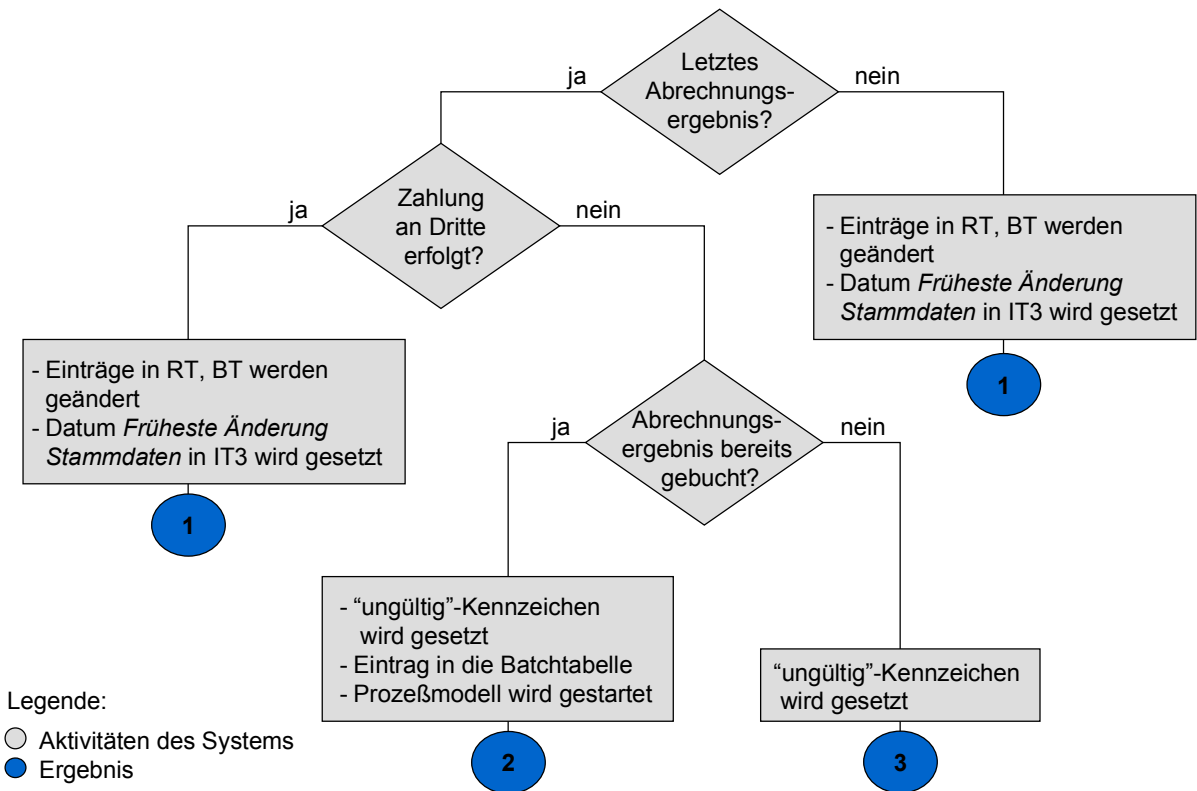 Letztes
Abrechnungs-
ergebnis?
ja
nein
Zahlung
an Dritte
erfolgt?
ja
nein
- Einträge in RT, BT werden
geändert
- Datum Früheste Änderung
Stammdaten in IT3 wird gesetzt
1
- Einträge in RT, BT werden
geändert
- Datum Früheste Änderung
Stammdaten in IT3 wird gesetzt
1
Abrechnungs-
ergebnis bereits
gebucht?
ja
nein
- “ungültig”-Kennzeichen
wird gesetzt
- Eintrag in die Batchtabelle
- Prozeßmodell wird gestartet
2
“ungültig”-Kennzeichen
wird gesetzt
3
Legende:
Aktivitäten des Systems
Ergebnis